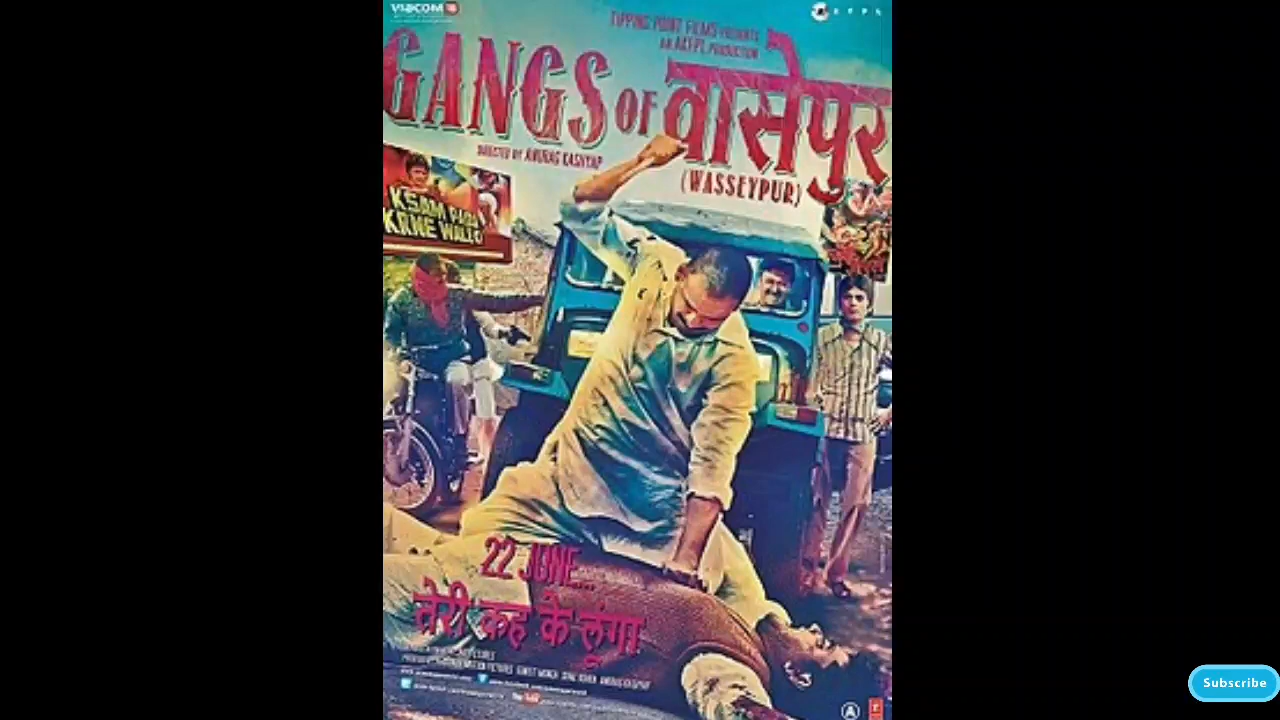 VIACOM 18
TIPPING POINT FILMS PRESENTS
AN AKFPL PRODUCTION
GANGS OF वासेपुर
(WASSEYPUR)
DIRECTED BY ANURAG KASHYAP
KSAM PAIDA
KRNE WALE KI
22 JUNE...
तेरी कह के लूंगा
A
T
Subscribe